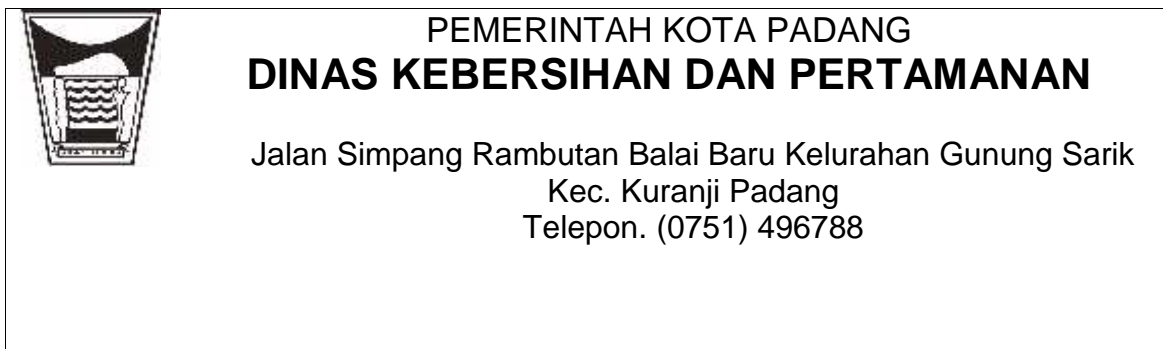 PEMERINTAH KOTA PADANG
DINAS KEBERSIHAN DAN PERTAMANAN
Jalan Simpang Rambutan Balai Baru Kelurahan Gunung Sarik
Kec. Kuranji Padang
Telepon. (0751) 496788